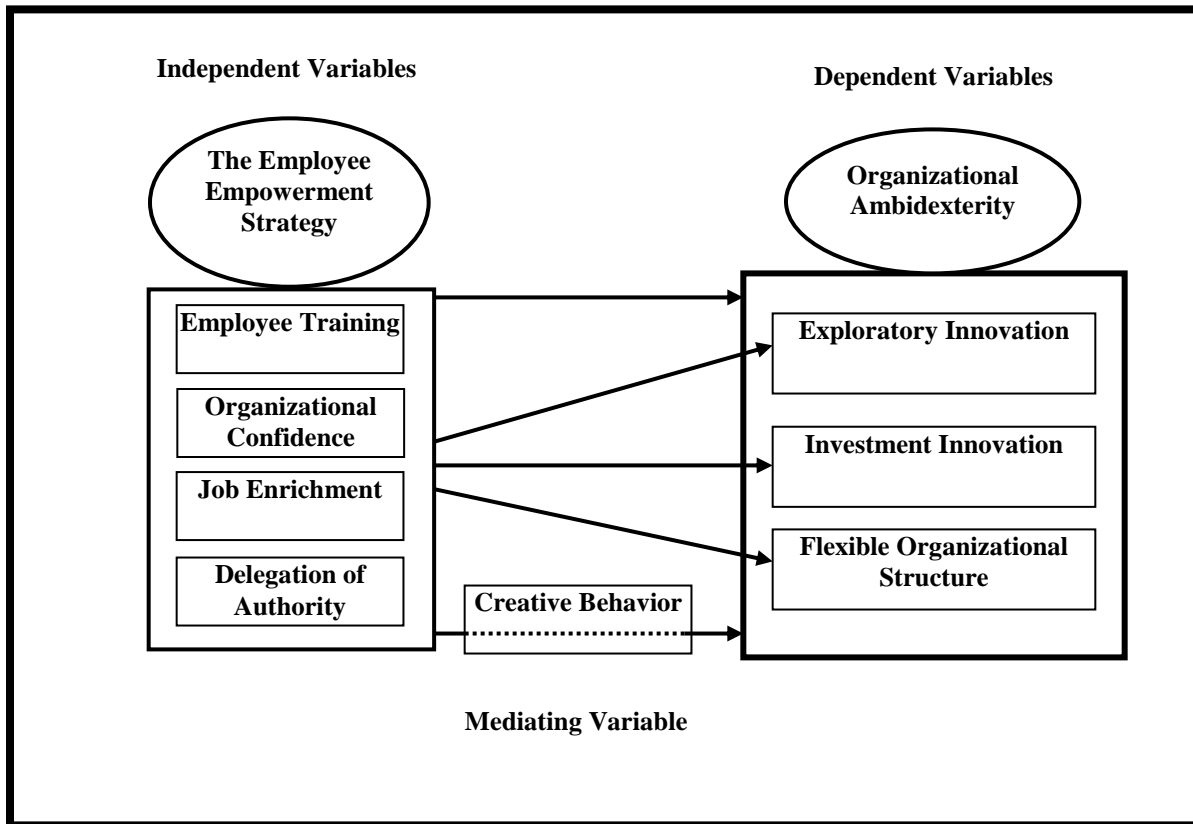 Independent Variables
Dependent Variables
The Employee
Empowerment
Strategy
Organizational
Ambidexterity
Employee Training
Organizational
Confidence
Job Enrichment
Delegation of
Authority
Exploratory Innovation
Investment Innovation
Flexible Organizational
Structure
Creative Behavior
Mediating Variable